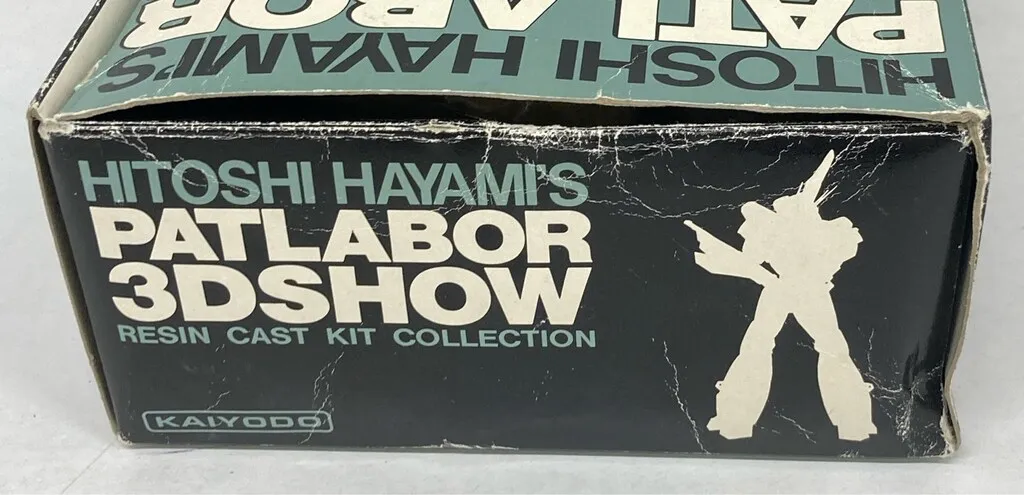 HITOSHI HAYAMI'S
PATLABOR
HITOSHI HAYAMI'S
PATLABOR
3DSHOW
RESIN CAST KIT COLLECTION
KAIYODO